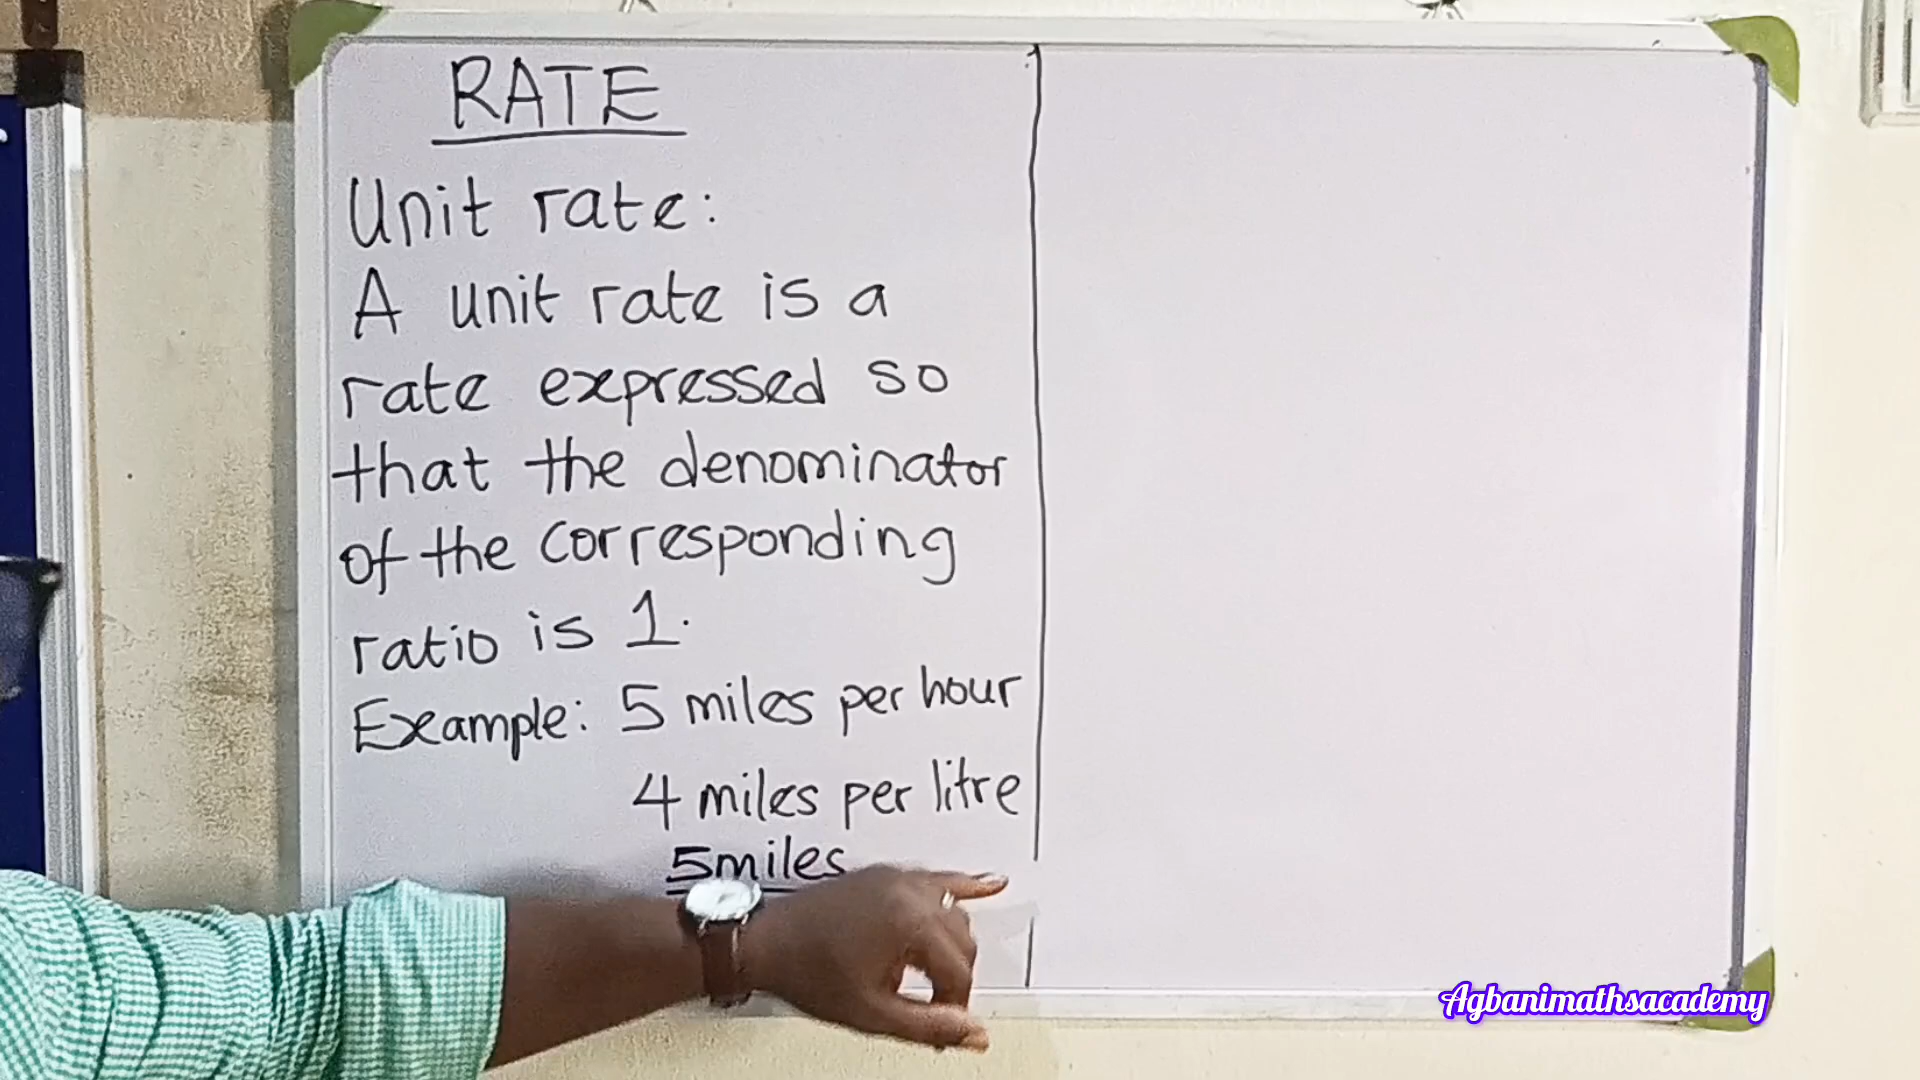 RATE
Unit rate:
A unit rate is a
rate expressed so
that the denominator
of the corresponding
ratio is 1.
Example: 5 miles per hour
4 miles per litre
5miles
Agbanimathsacademy